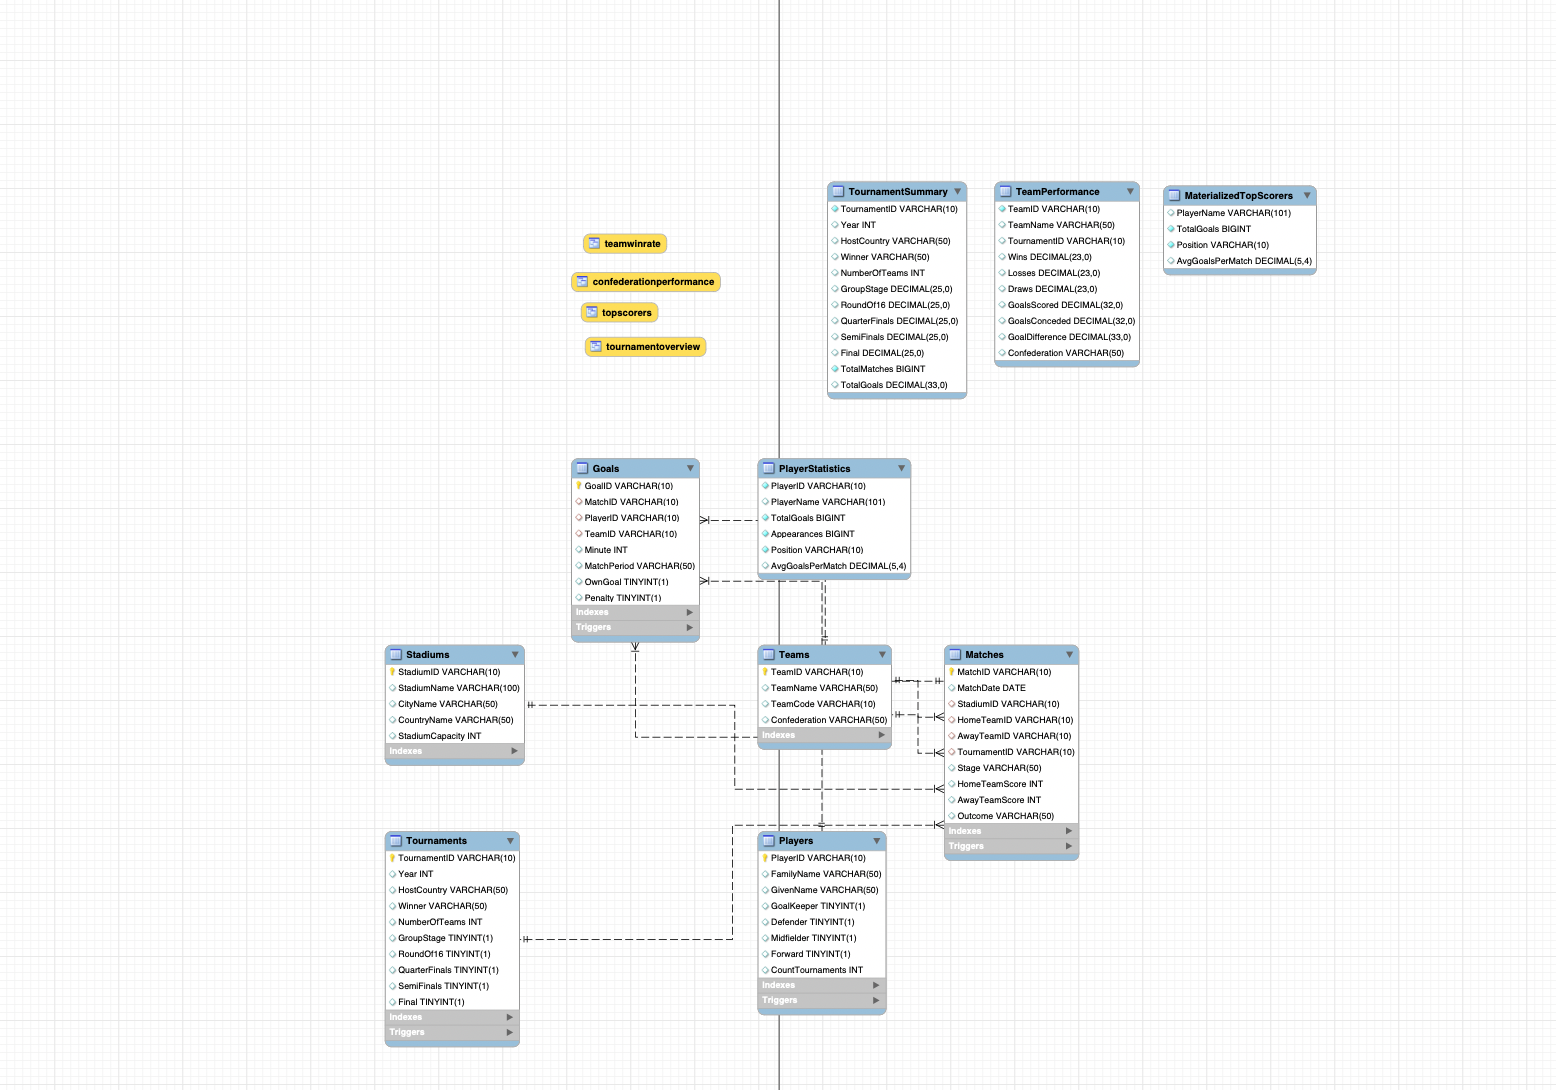 TournamentSummary
TournamentID VARCHAR(10)
Year INT
HostCountry VARCHAR(50)
Winner VARCHAR(50)
NumberOfTeams INT
GroupStage DECIMAL(25,0)
RoundOf16 DECIMAL(25,0)
QuarterFinals DECIMAL(25,0)
SemiFinals DECIMAL(25,0)
Final DECIMAL(25,0)
TotalMatches BIGINT
TotalGoals DECIMAL(33,0)
TeamPerformance
TeamID VARCHAR(10)
TeamName VARCHAR(50)
TournamentID VARCHAR(10)
Wins DECIMAL(23,0)
Losses DECIMAL(23,0)
Draws DECIMAL(23,0)
GoalsScored DECIMAL(32,0)
GoalsConceded DECIMAL(32,0)
GoalDifference DECIMAL(33,0)
Confederation VARCHAR(50)
MaterializedTopScorers
PlayerName VARCHAR(101)
TotalGoals BIGINT
Position VARCHAR(10)
AvgGoalsPerMatch DECIMAL(5,4)
teamwinrate
confederationperformance
topscorers
tournamentoverview
Goals
GoalID VARCHAR(10)
MatchID VARCHAR(10)
PlayerID VARCHAR(10)
TeamID VARCHAR(10)
Minute INT
MatchPeriod VARCHAR(50)
OwnGoal TINYINT(1)
Penalty TINYINT(1)
Indexes
Triggers
PlayerStatistics
PlayerID VARCHAR(10)
PlayerName VARCHAR(101)
TotalGoals BIGINT
Appearances BIGINT
Position VARCHAR(10)
AvgGoalsPerMatch DECIMAL(5,4)
Stadiums
StadiumID VARCHAR(10)
StadiumName VARCHAR(100)
CityName VARCHAR(50)
CountryName VARCHAR(50)
StadiumCapacity INT
Indexes
Teams
TeamID VARCHAR(10)
TeamName VARCHAR(50)
TeamCode VARCHAR(10)
Confederation VARCHAR(50)
Indexes
Matches
MatchID VARCHAR(10)
MatchDate DATE
StadiumID VARCHAR(10)
HomeTeamID VARCHAR(10)
AwayTeamID VARCHAR(10)
TournamentID VARCHAR(10)
Stage VARCHAR(50)
HomeTeamScore INT
AwayTeamScore INT
Outcome VARCHAR(50)
Indexes
Triggers
Tournaments
TournamentID VARCHAR(10)
Year INT
HostCountry VARCHAR(50)
Winner VARCHAR(50)
NumberOfTeams INT
GroupStage TINYINT(1)
RoundOf16 TINYINT(1)
QuarterFinals TINYINT(1)
SemiFinals TINYINT(1)
Final TINYINT(1)
Indexes
Triggers
Players
PlayerID VARCHAR(10)
FamilyName VARCHAR(50)
GivenName VARCHAR(50)
GoalKeeper TINYINT(1)
Defender TINYINT(1)
Midfielder TINYINT(1)
Forward TINYINT(1)
CountTournaments INT
Indexes
Triggers